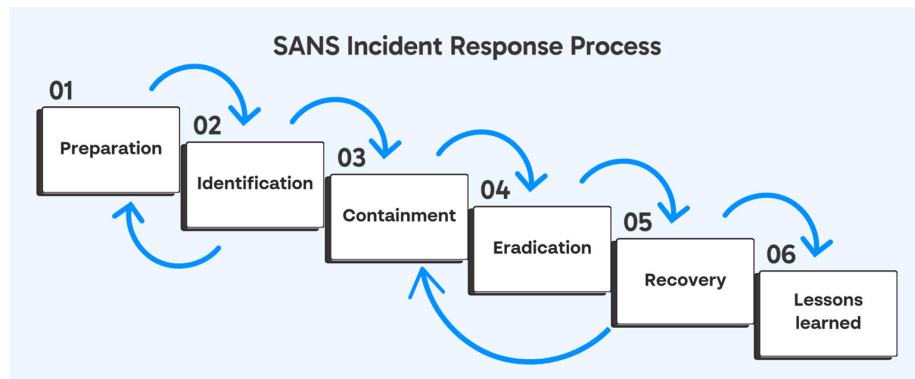 SANS Incident Response Process
01
Preparation
02
Identification
03
Containment
04
Eradication
05
Recovery
06
Lessons
learned